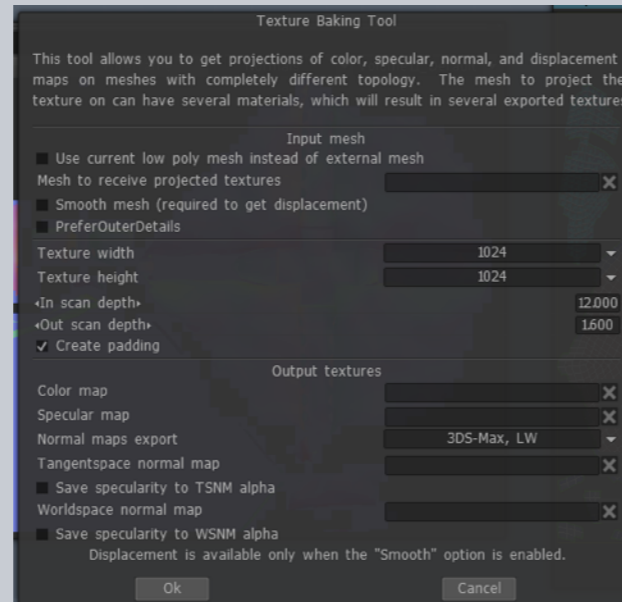 Texture Baking Tool
This tool allows you to get projections of color, specular, normal, and displacement
maps on meshes with completely different topology. The mesh to project the
texture on can have several materials, which will result in several exported textures
Input mesh
Use current low poly mesh instead of external mesh
Mesh to receive projected textures
Smooth mesh (required to get displacement)
PreferOuterDetails
Texture width 1024
Texture height 1024
In scan depth 12.000
Out scan depth 1.600
Create padding
Output textures
Color map
Specular map
Normal maps export 3DS-Max, LW
Tangentspace normal map
Save specularity to TSNM alpha
Worldspace normal map
Save specularity to WSNM alpha
Displacement is available only when the "Smooth" option is enabled.
Ok Cancel